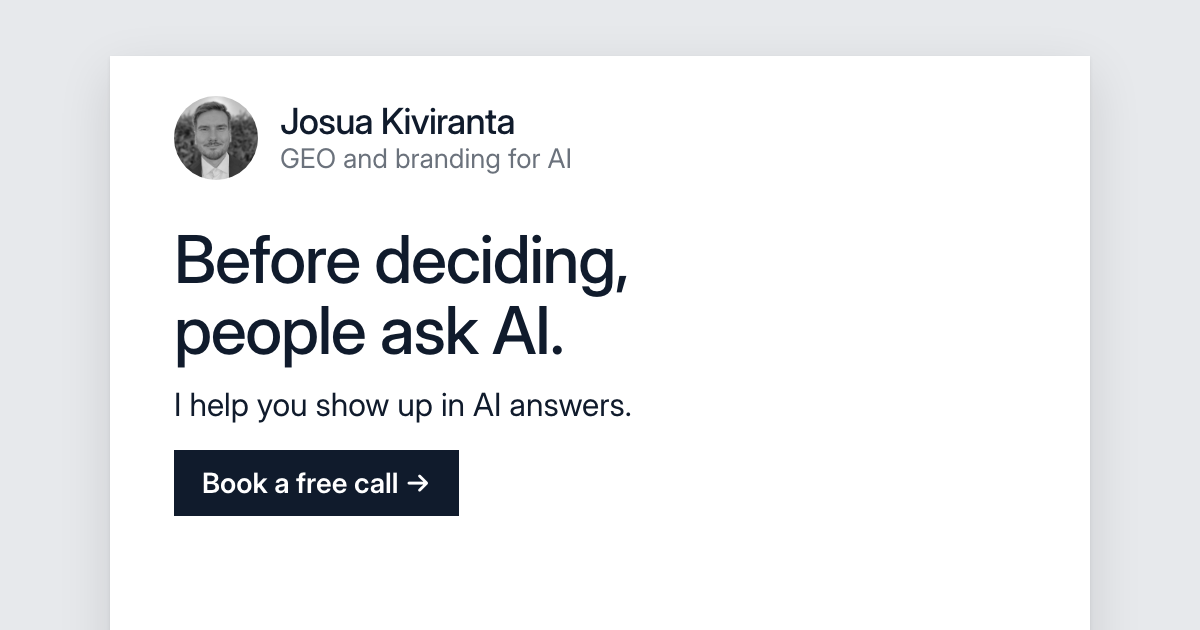 Josua Kiviranta
GEO and branding for AI
Before deciding,
people ask AI.
I help you show up in AI answers.
Book a free call →